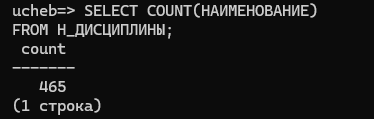 ucheb=> SELECT COUNT(НАИМЕНОВАНИЕ)
FROM Н_ДИСЦИПЛИНЫ;
 count
-------
   465
(1 строка)